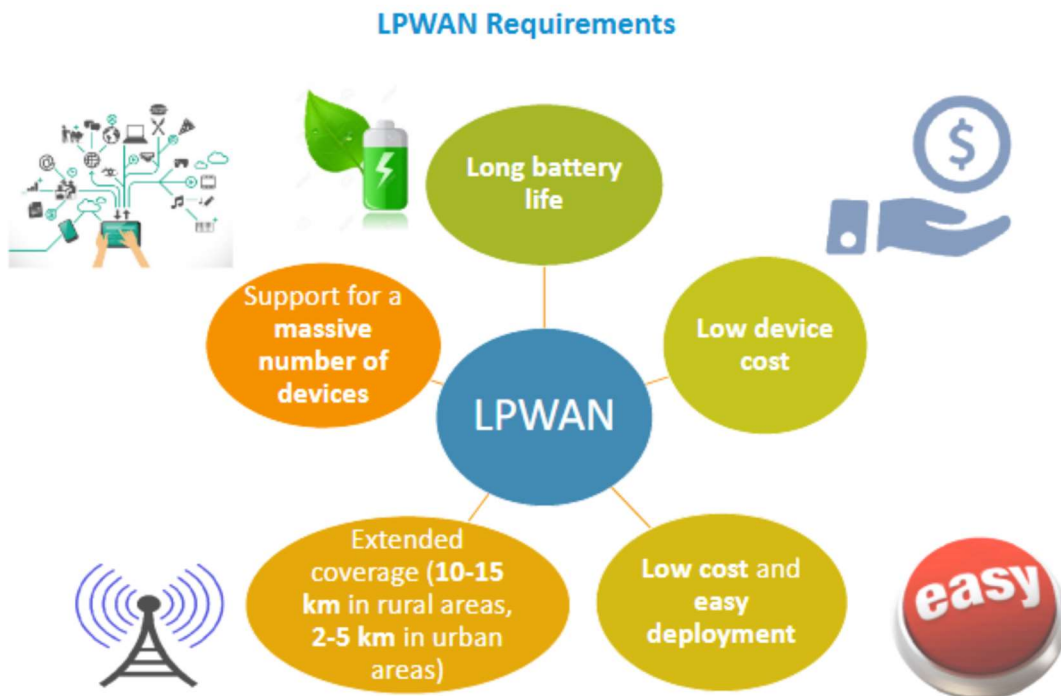 LPWAN Requirements
Long battery
life
$
Low device
cost
Support for a
massive
number of
devices
LPWAN
Extended
coverage (10-15
km in rural areas,
2-5 km in urban
areas)
Low cost and
easy
deployment
easy